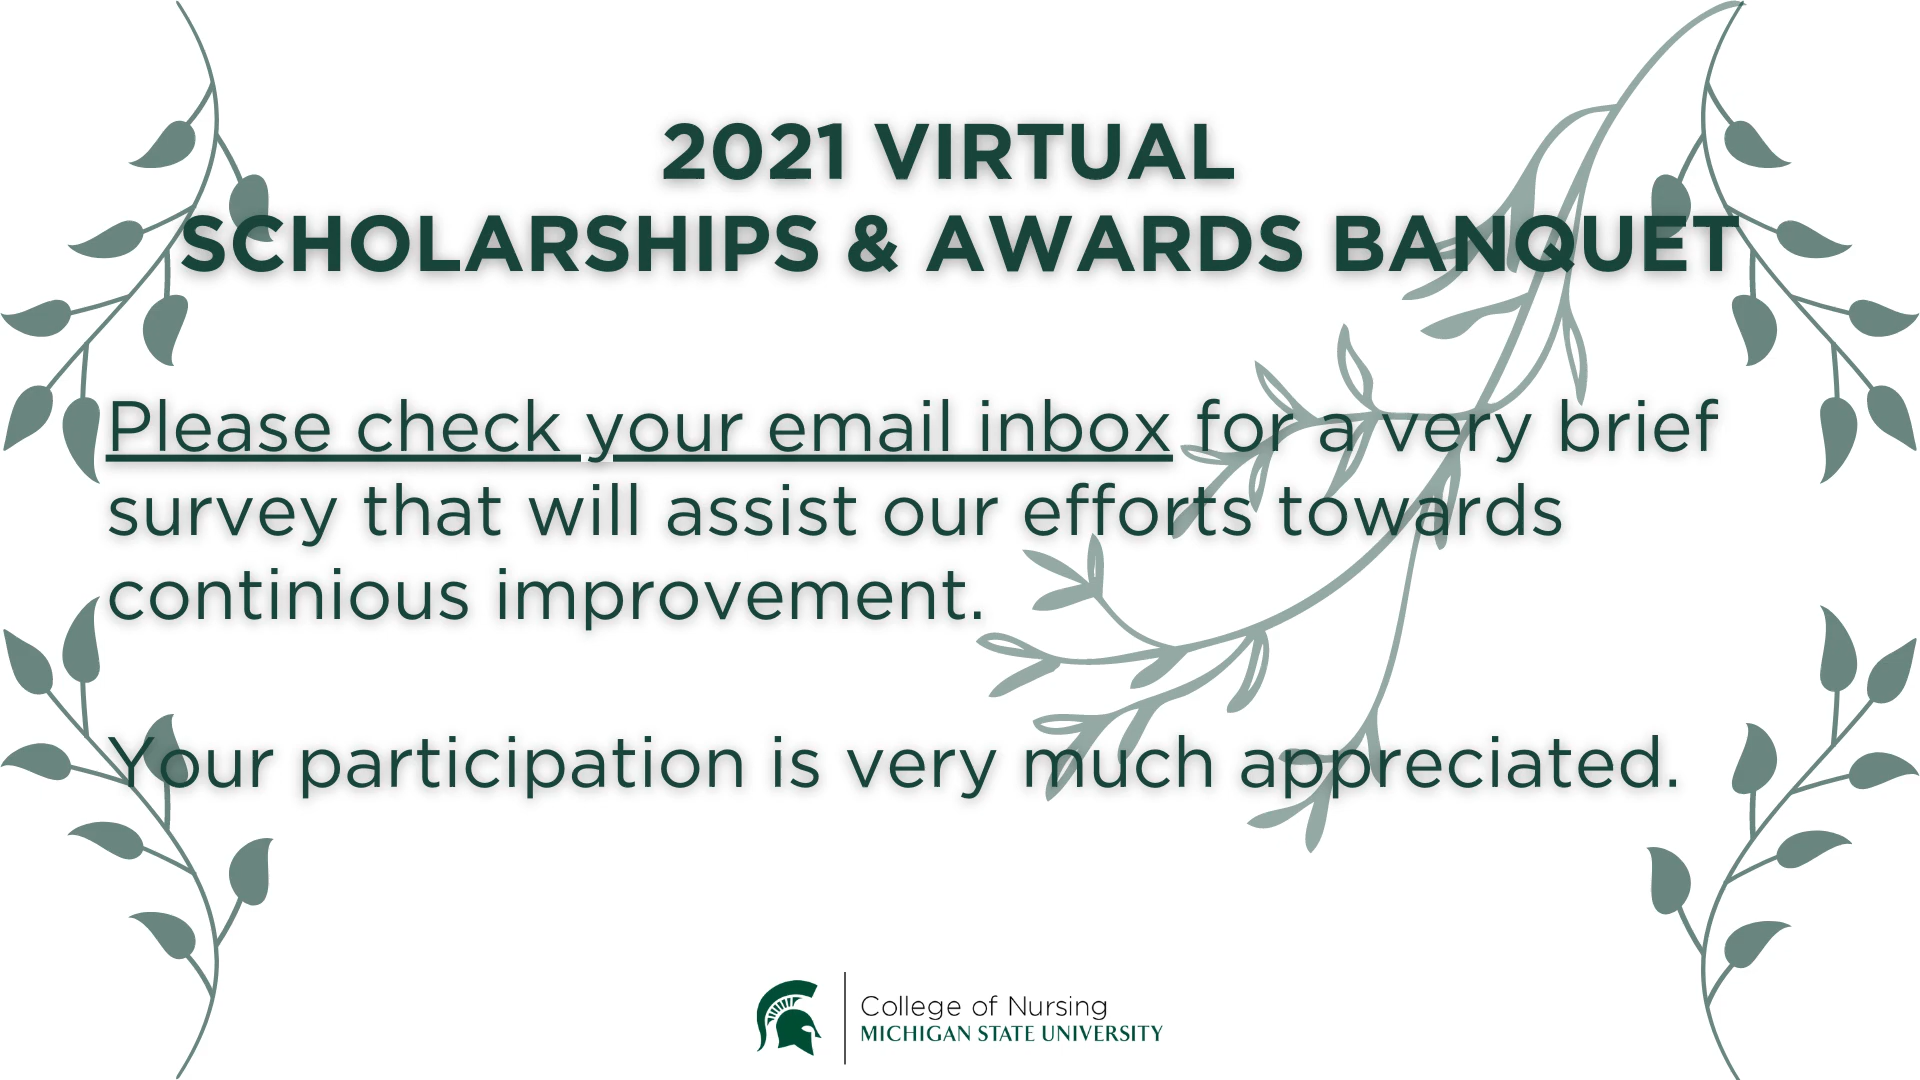 2021 VIRTUAL
SCHOLARSHIPS & AWARDS BANQUET
Please check your email inbox for a very brief
survey that will assist our efforts towards
continious improvement.
Your participation is very much appreciated.
College of Nursing
MICHIGAN STATE UNIVERSITY